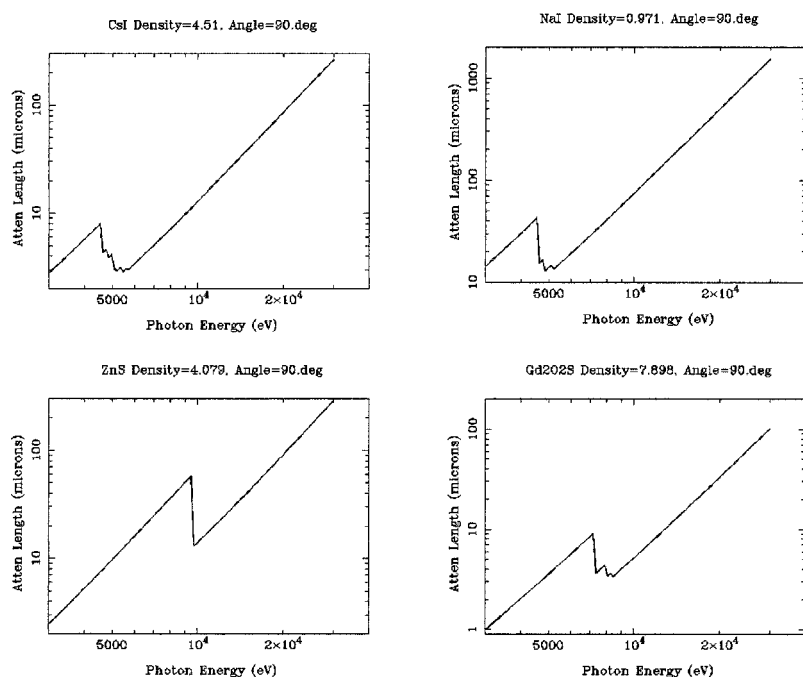 CsI Density=4.51, Angle=90.deg
Atten Length (microns)
100
10
5000
10⁴
2×10⁴
Photon Energy (eV)
NaI Density=0.971, Angle=90.deg
Atten Length (microns)
1000
100
10
5000
10⁴
2×10⁴
Photon Energy (eV)
ZnS Density=4.079, Angle=90.deg
Atten Length (microns)
100
10
5000
10⁴
2×10⁴
Photon Energy (eV)
Gd2O2S Density=7.898, Angle=90.deg
Atten Length (microns)
100
10
1
5000
10⁴
2×10⁴
Photon Energy (eV)